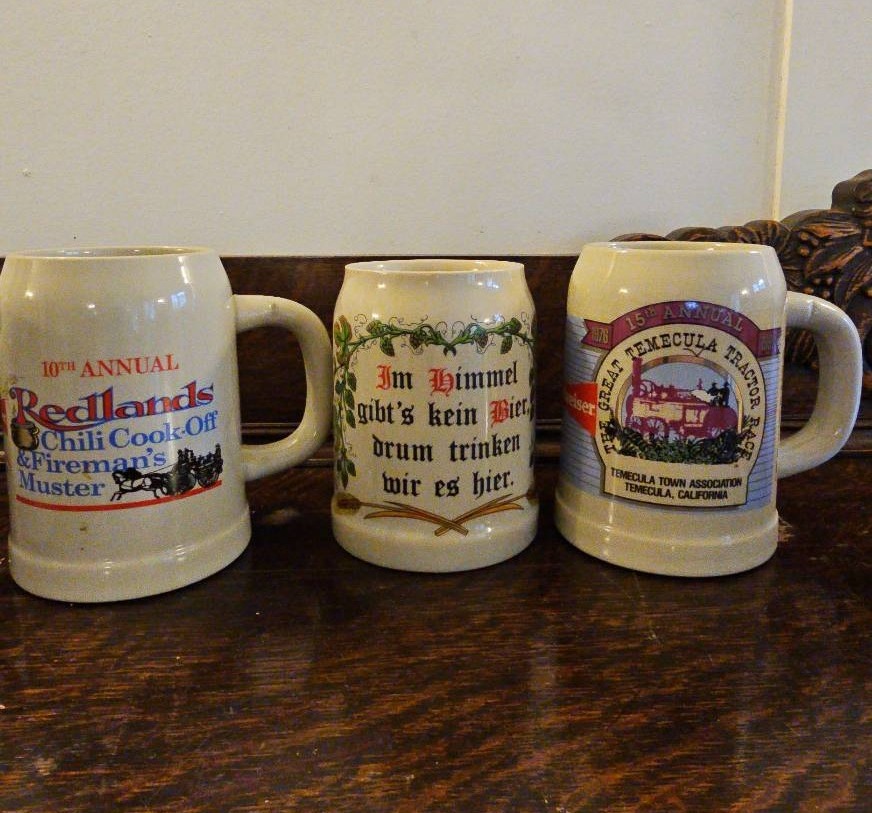 10TH ANNUAL
Redlands
Chili Cook-Off
& Fireman's
Muster
Im Himmel
gibt's kein Bier,
drum trinken
wir es hier.
1976
15th ANNUAL
THE GREAT TEMECULA TRACTOR RACE
TEMECULA TOWN ASSOCIATION
TEMECULA, CALIFORNIA